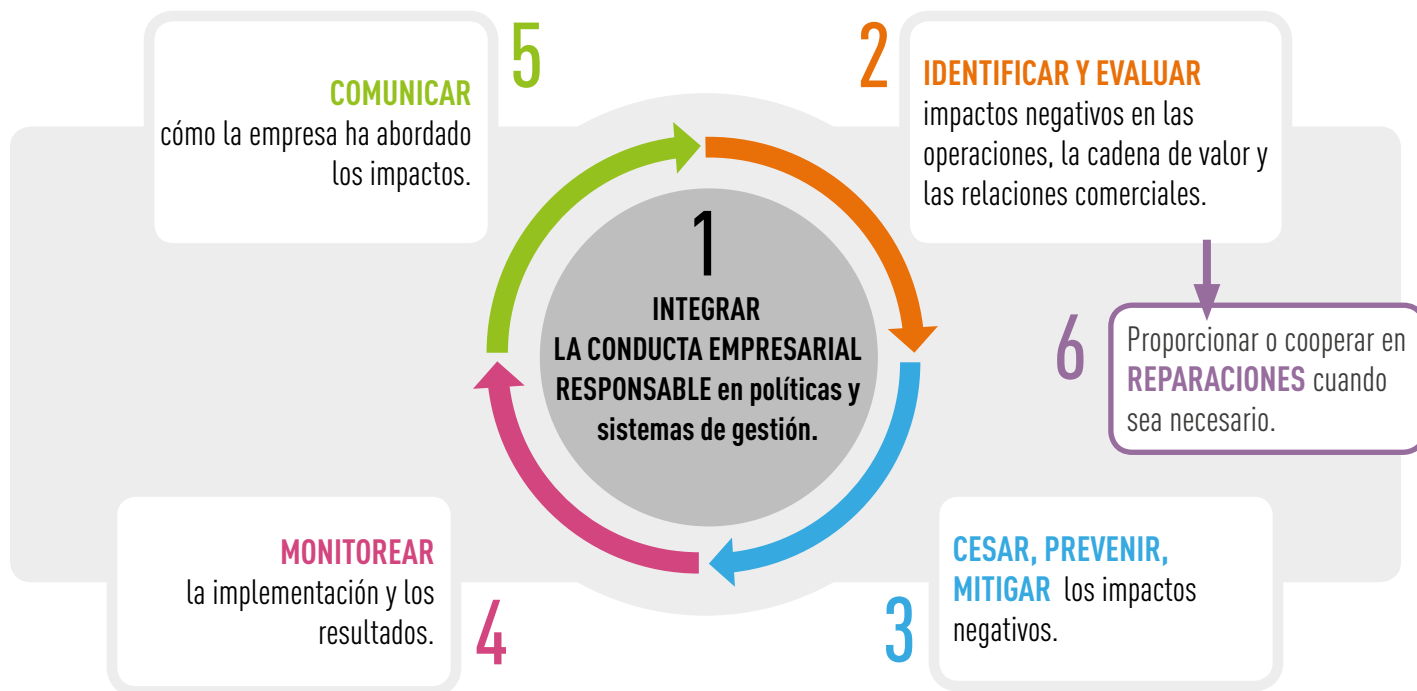 1
INTEGRAR
LA CONDUCTA EMPRESARIAL
RESPONSABLE en políticas y
sistemas de gestión.
2
IDENTIFICAR Y EVALUAR
impactos negativos en las
operaciones, la cadena de valor y
las relaciones comerciales.
3
CESAR, PREVENIR,
MITIGAR los impactos
negativos.
4
MONITOREAR
la implementación y los
resultados.
5
COMUNICAR
cómo la empresa ha abordado
los impactos.
6
Proporcionar o cooperar en
REPARACIONES cuando
sea necesario.